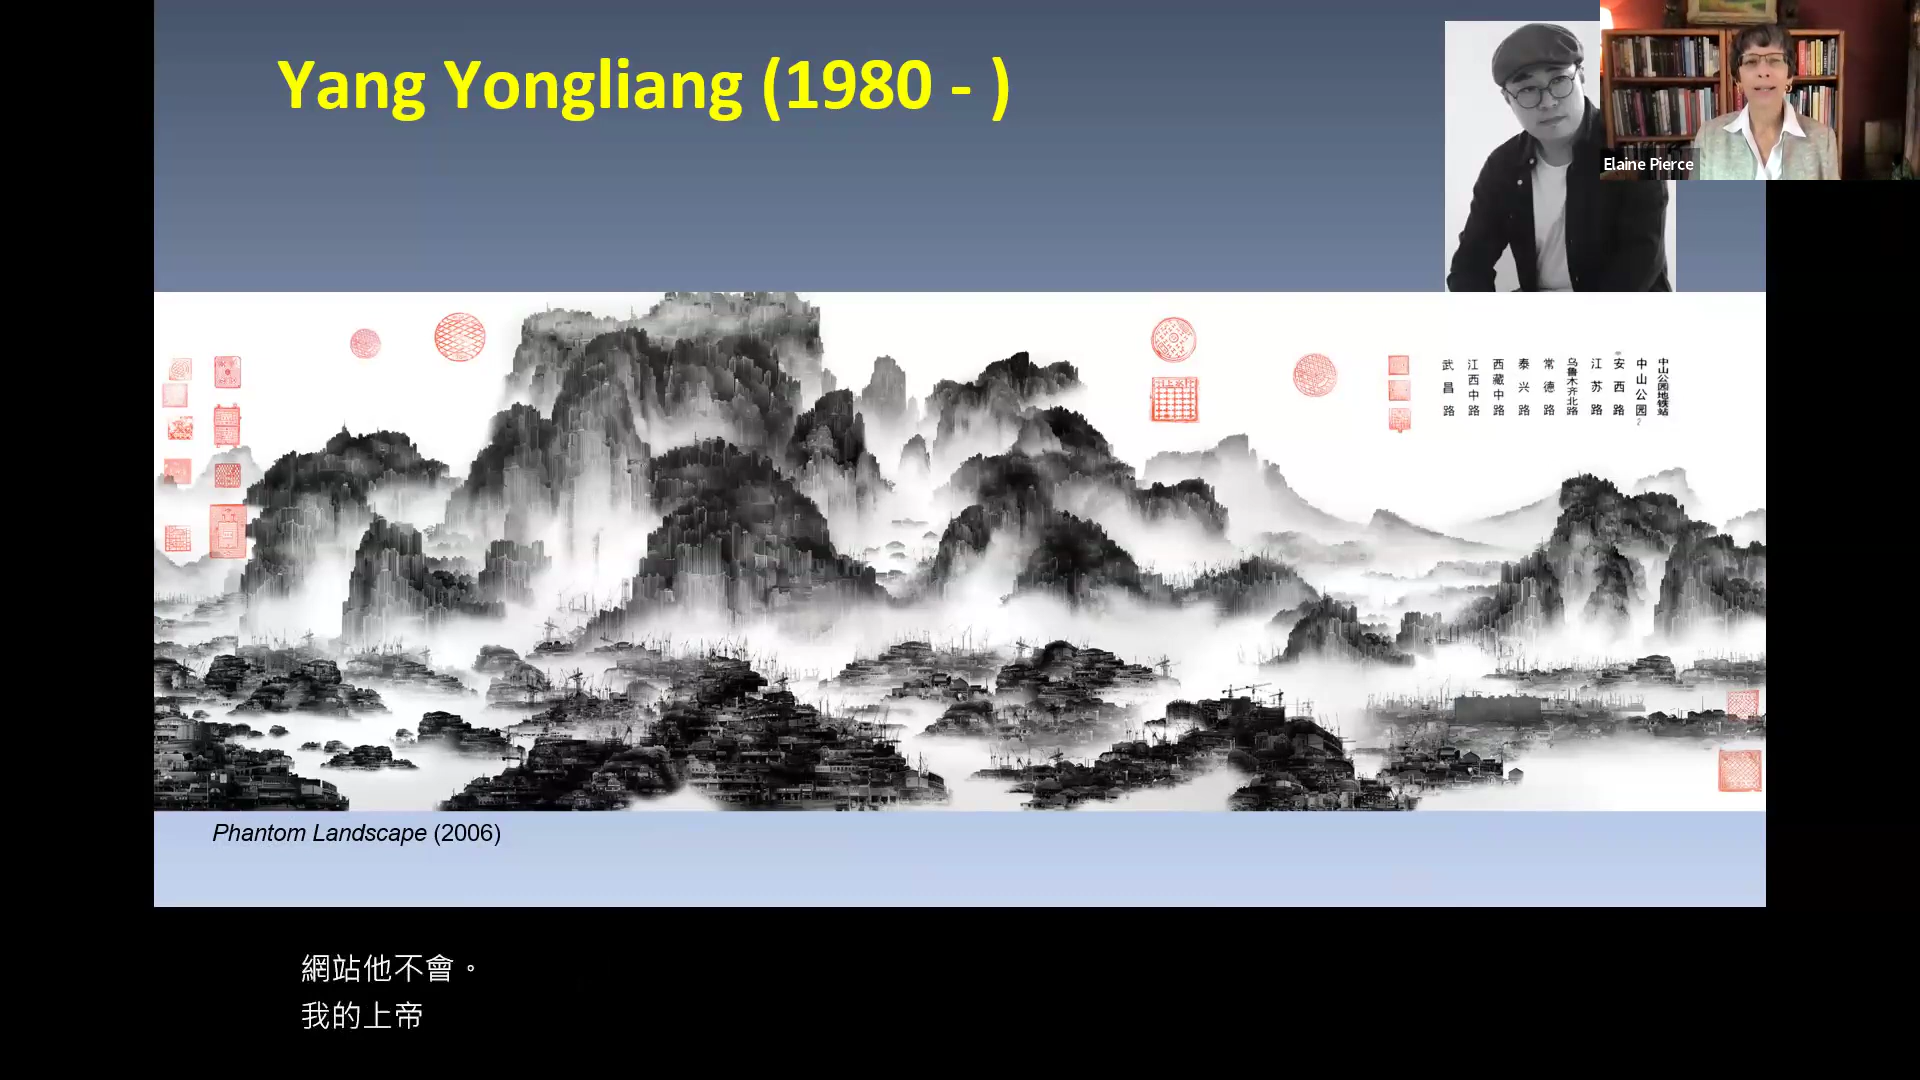 Yang Yongliang (1980 - )
Elaine Pierce
中山公园地铁站
中山公园
安西路
江苏路
乌鲁木齐北路
常德路
泰兴路
西藏中路
江西中路
武昌路
Phantom Landscape (2006)
網站他不會。
我的上帝